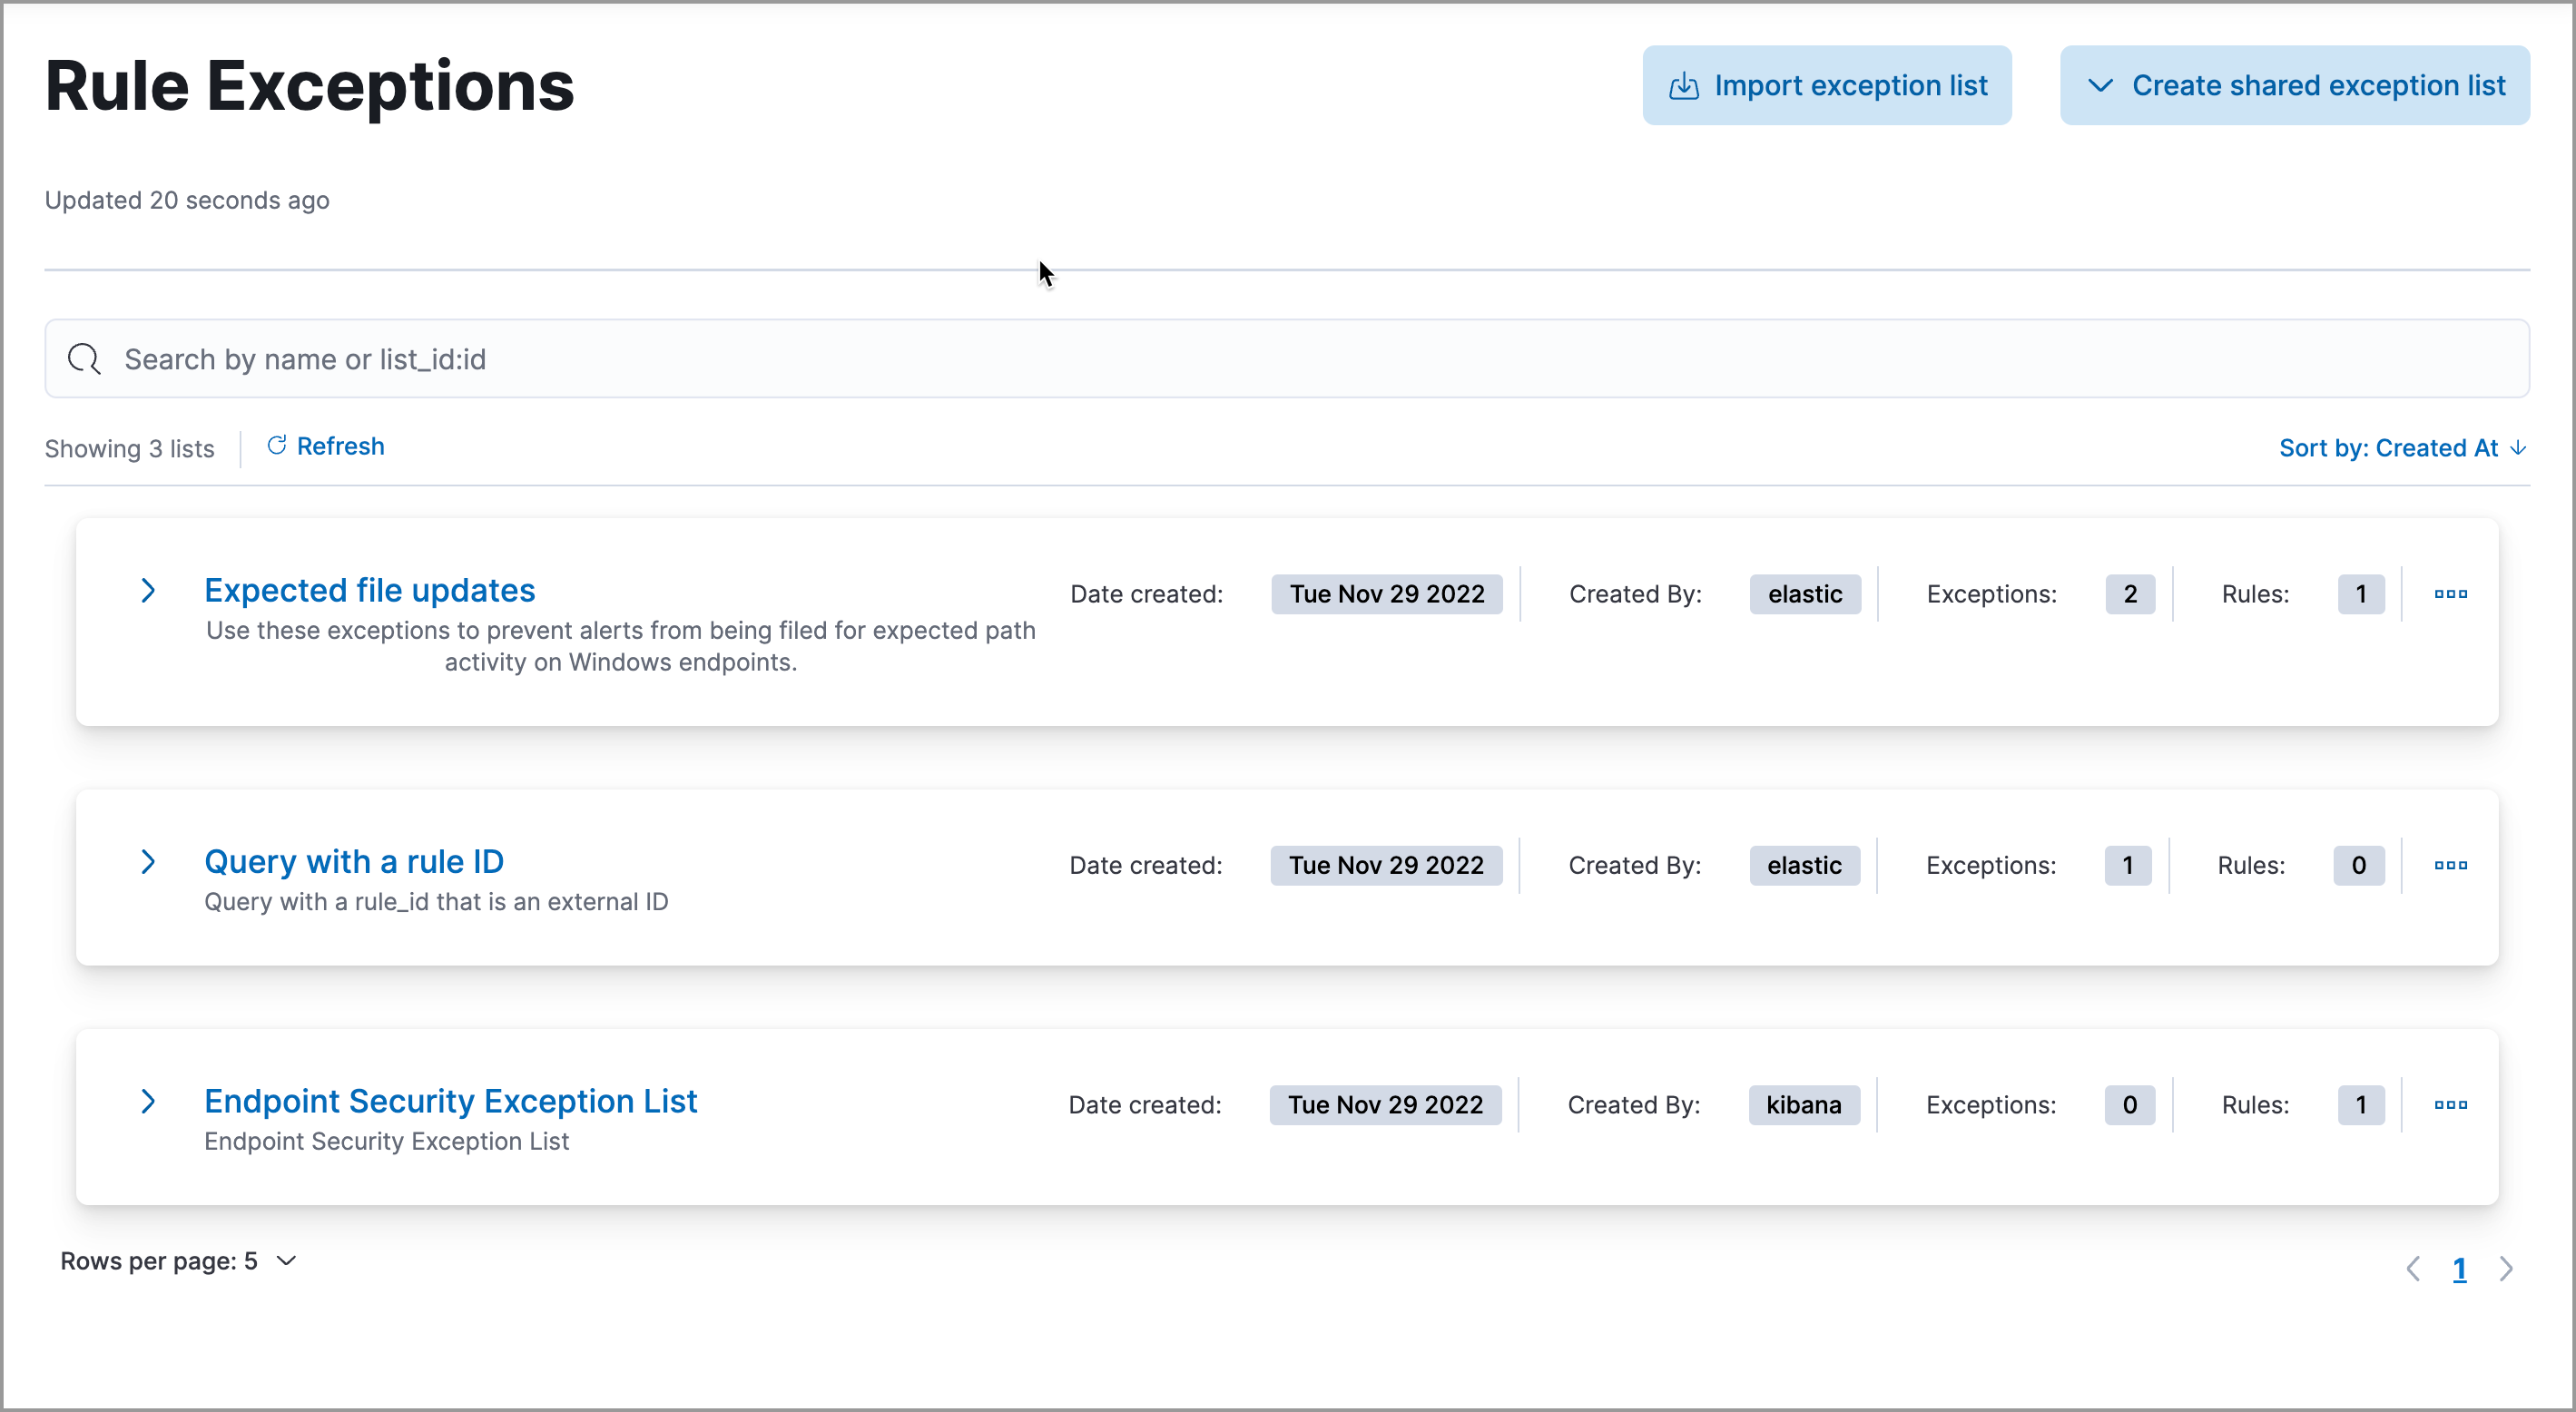 Rule Exceptions
Import exception list
Create shared exception list
Updated 20 seconds ago
Search by name or list_id:id
Showing 3 lists
Refresh
Sort by: Created At
Expected file updates
Use these exceptions to prevent alerts from being filed for expected path
activity on Windows endpoints.
Date created: Tue Nov 29 2022 Created By: elastic Exceptions: 2 Rules: 1
Query with a rule ID
Query with a rule_id that is an external ID
Date created: Tue Nov 29 2022 Created By: elastic Exceptions: 1 Rules: 0
Endpoint Security Exception List
Endpoint Security Exception List
Date created: Tue Nov 29 2022 Created By: kibana Exceptions: 0 Rules: 1
Rows per page: 5
1